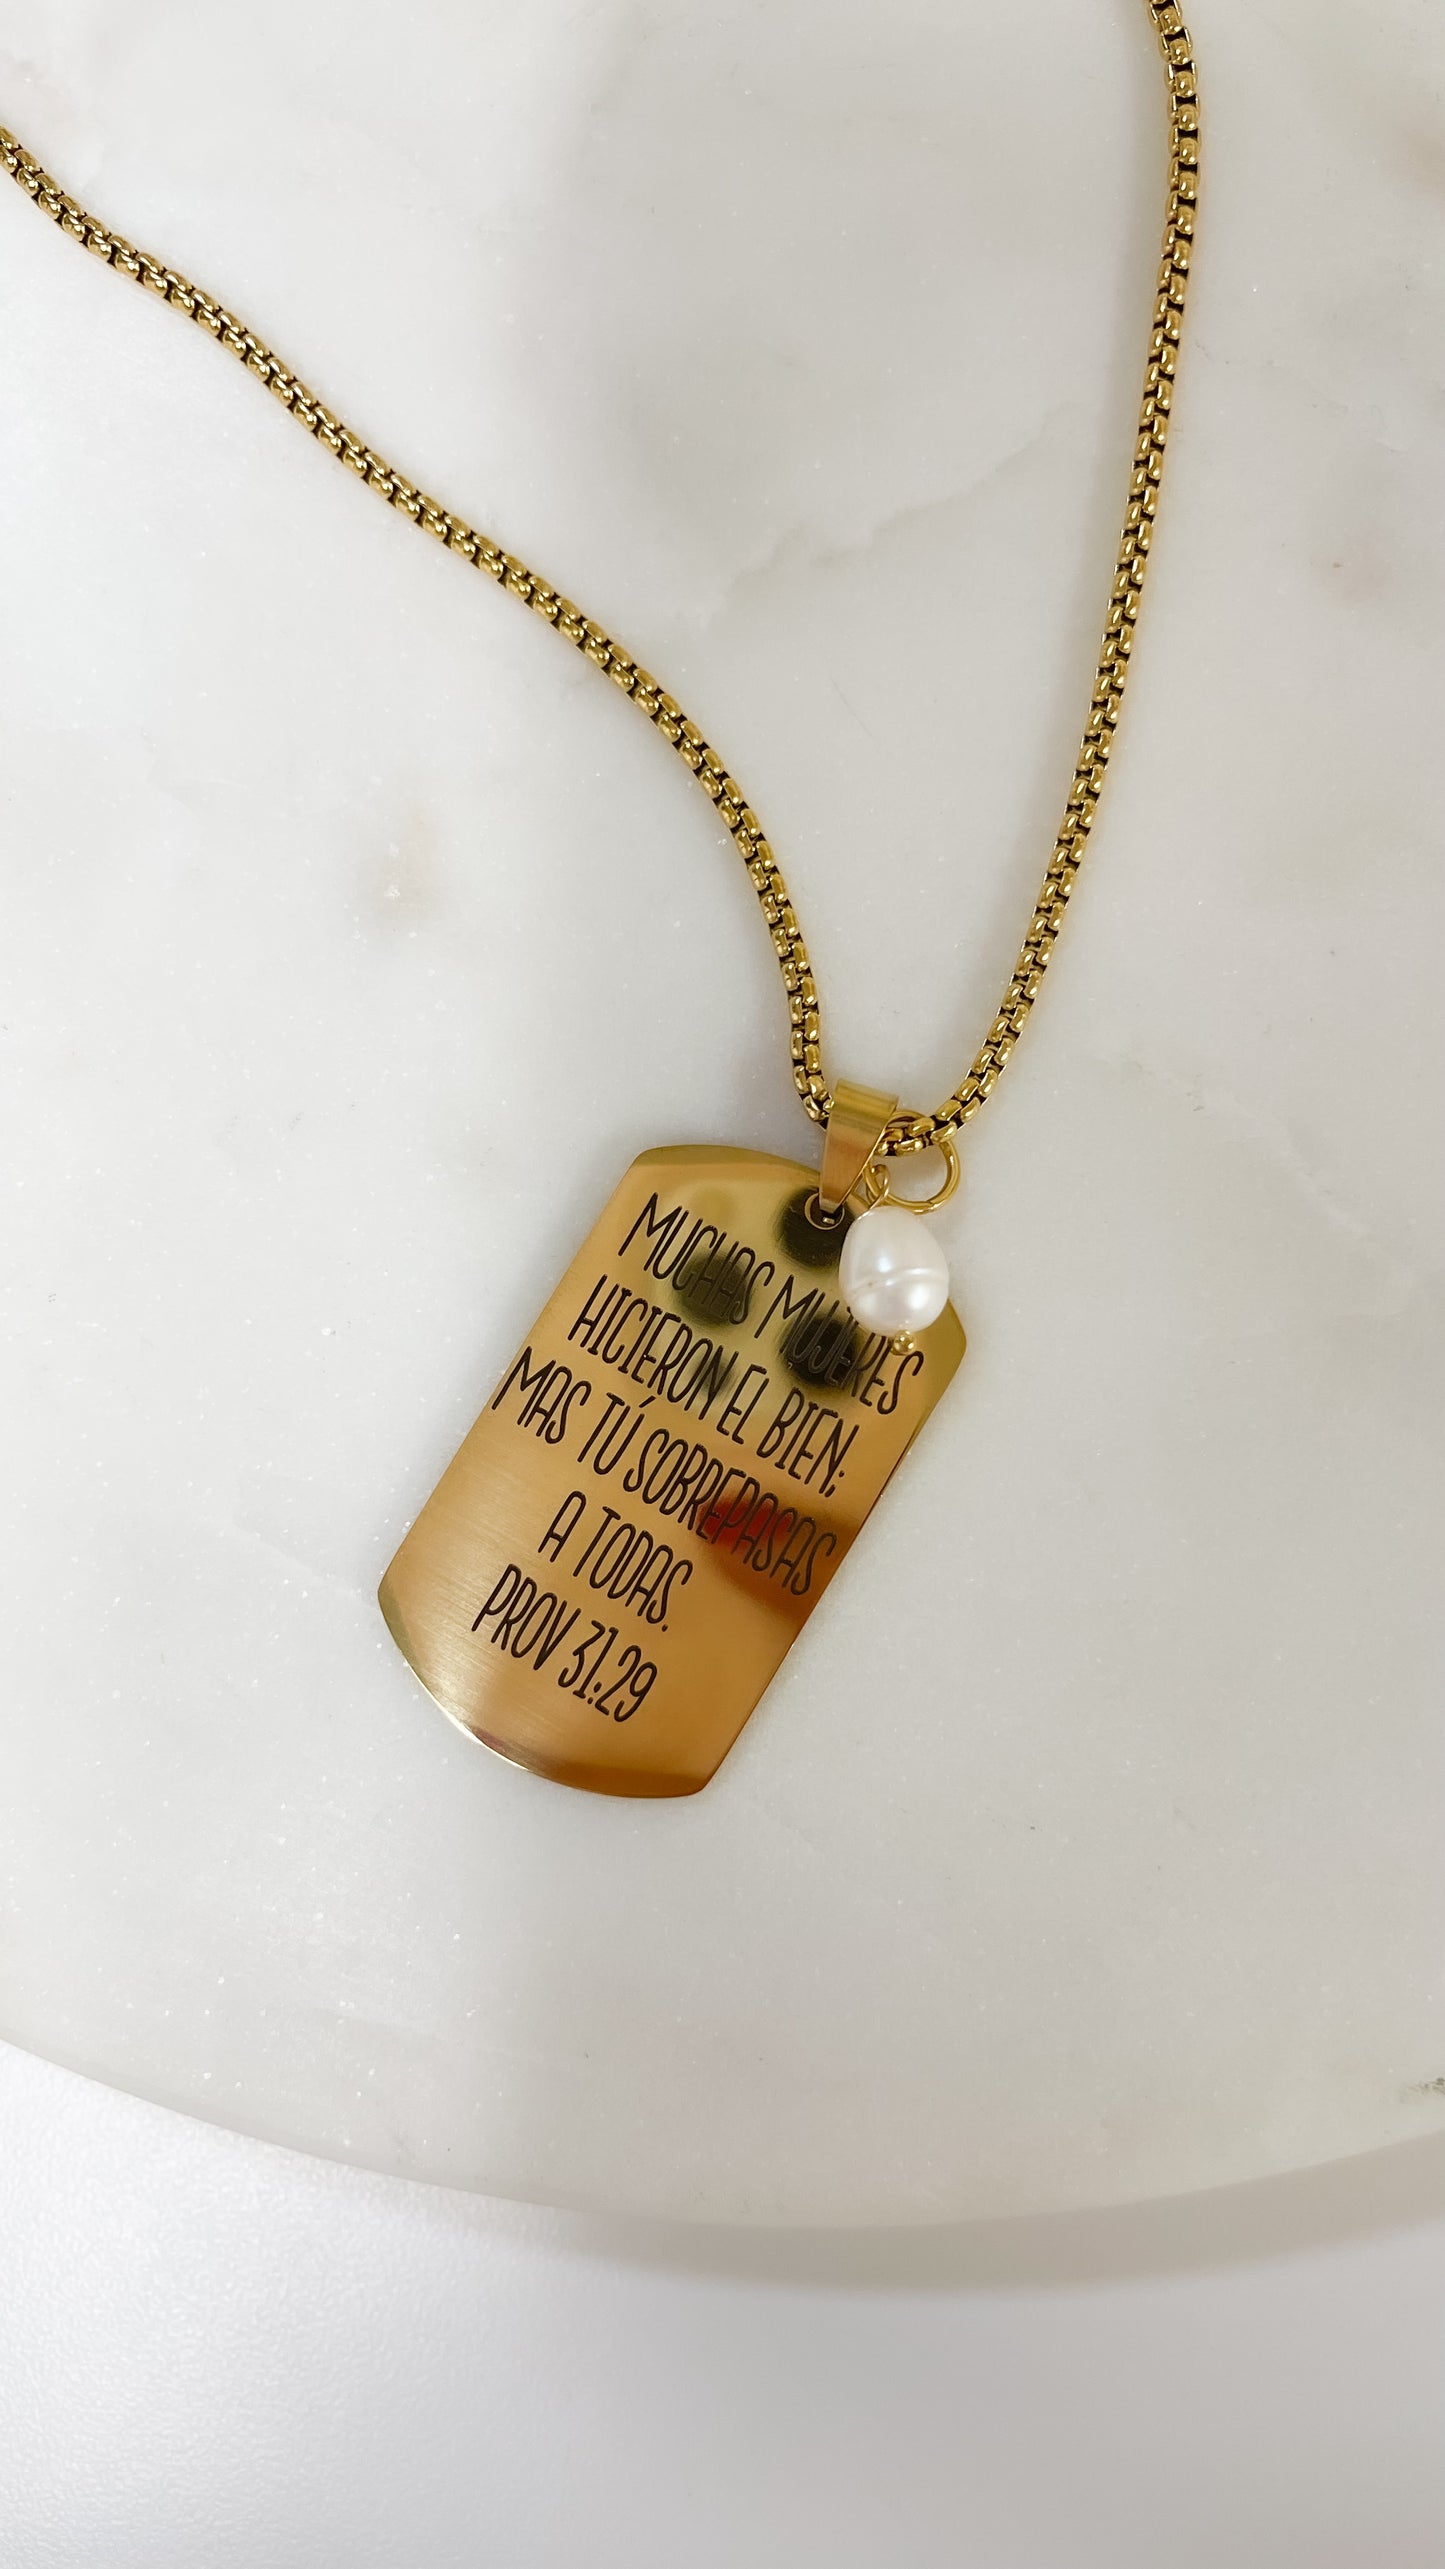 MUCHAS MUJERES
HICIERON EL BIEN;
MAS TÚ SOBREPASAS
A TODAS.
PROV 31:29